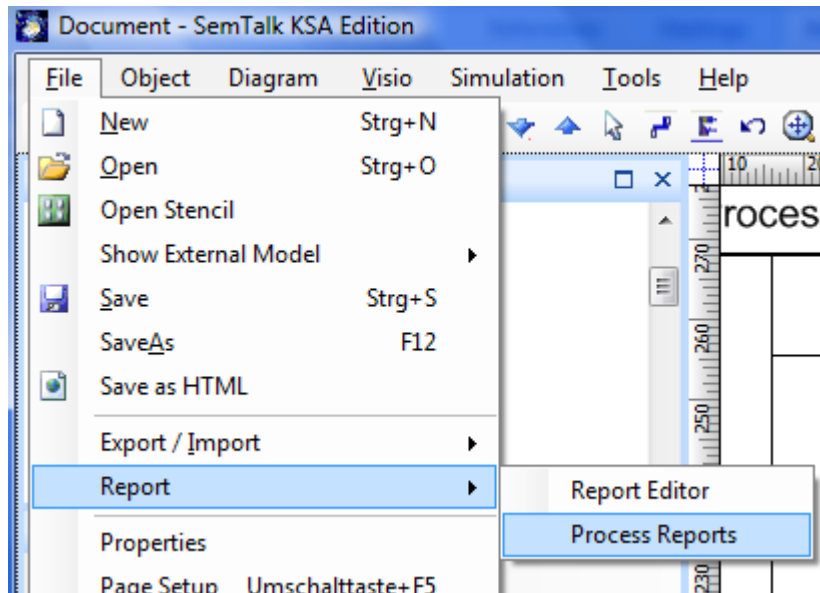 Document - SemTalk KSA Edition
File Object Diagram Visio Simulation Tools Help
New Strg+N
Open Strg+O
Open Stencil
Show External Model
Save Strg+S
SaveAs F12
Save as HTML
Export / Import
Report
Report Editor
Process Reports
Properties
Page Setup Umschalttaste+F5
10
roces
270
260
250
230